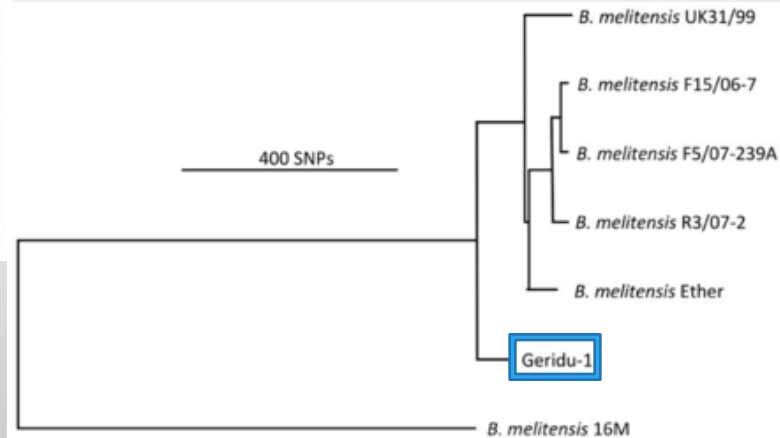 B. melitensis UK31/99
B. melitensis F15/06-7
400 SNPs
B. melitensis F5/07-239A
B. melitensis R3/07-2
B. melitensis Ether
Geridu-1
B. melitensis 16M